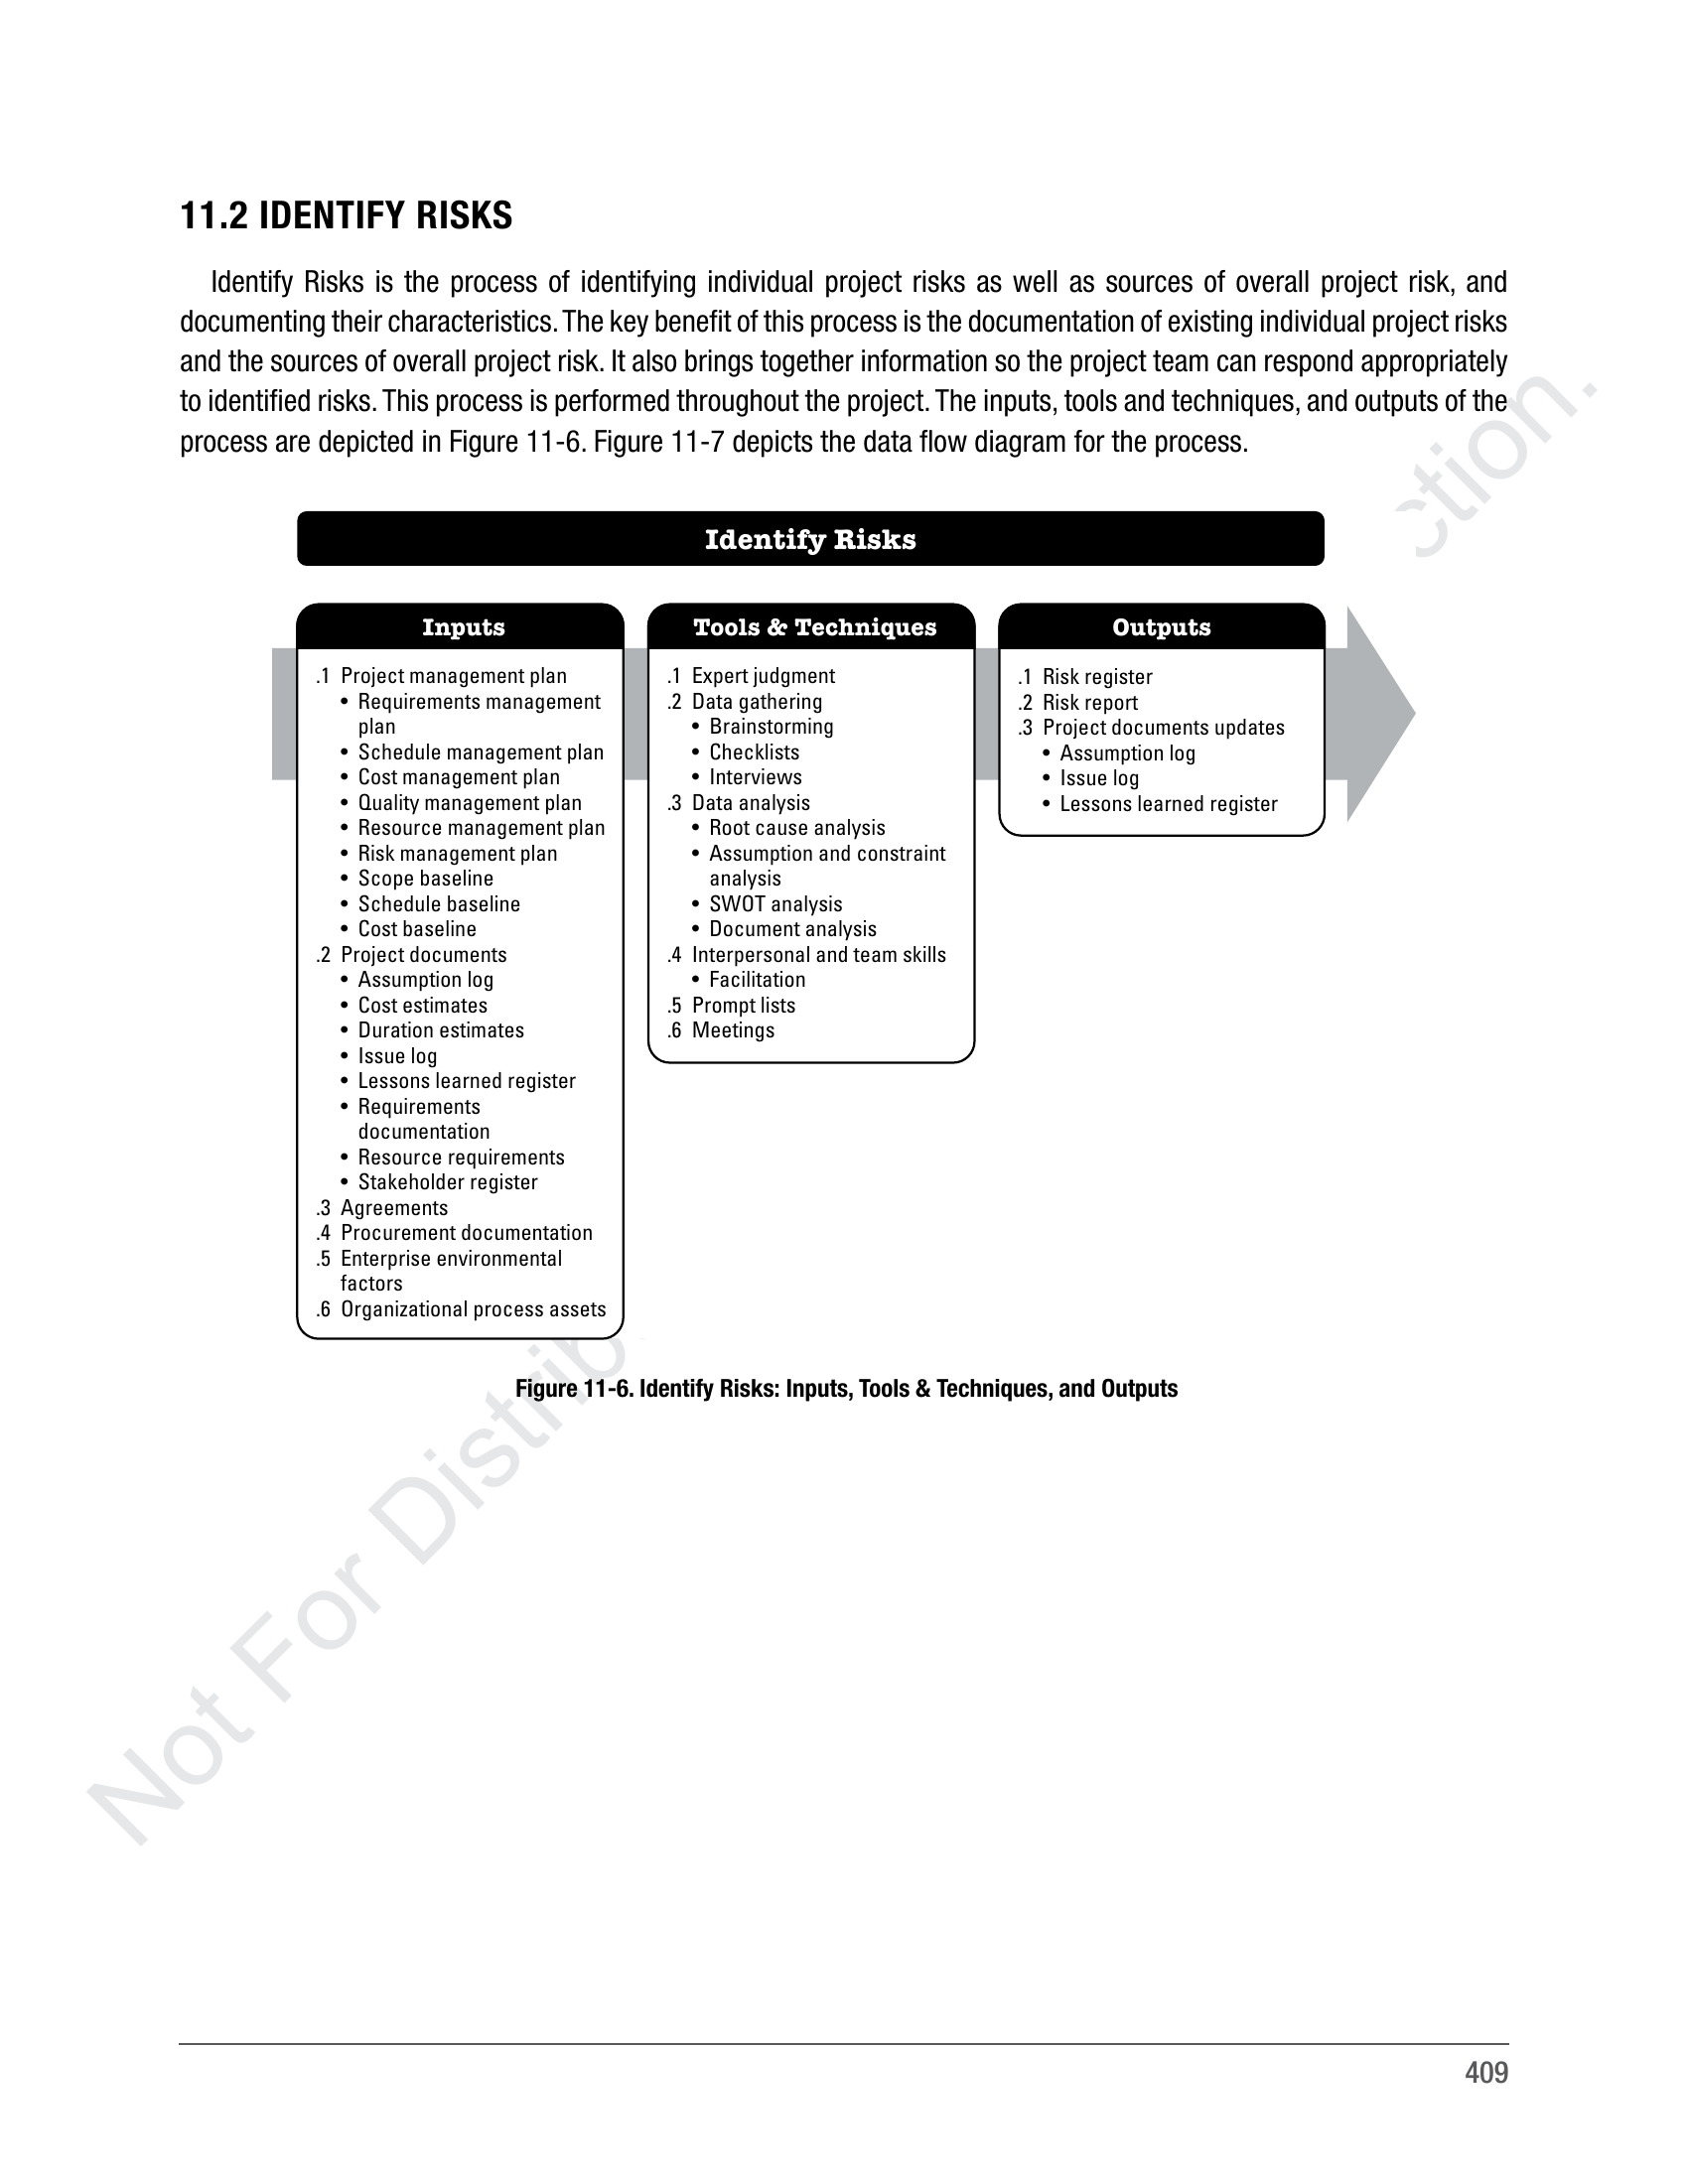 11.2 IDENTIFY RISKS
Identify Risks is the process of identifying individual project risks as well as sources of overall project risk, and
documenting their characteristics. The key benefit of this process is the documentation of existing individual project risks
and the sources of overall project risk. It also brings together information so the project team can respond appropriately
to identified risks. This process is performed throughout the project. The inputs, tools and techniques, and outputs of the
process are depicted in Figure 11-6. Figure 11-7 depicts the data flow diagram for the process.
Identify Risks
Inputs
.1 Project management plan
• Requirements management
plan
• Schedule management plan
• Cost management plan
• Quality management plan
• Resource management plan
• Risk management plan
• Scope baseline
• Schedule baseline
• Cost baseline
.2 Project documents
• Assumption log
• Cost estimates
• Duration estimates
• Issue log
• Lessons learned register
• Requirements
documentation
• Resource requirements
• Stakeholder register
.3 Agreements
.4 Procurement documentation
.5 Enterprise environmental
factors
.6 Organizational process assets
Tools & Techniques
.1 Expert judgment
.2 Data gathering
• Brainstorming
• Checklists
• Interviews
.3 Data analysis
• Root cause analysis
• Assumption and constraint
analysis
• SWOT analysis
• Document analysis
.4 Interpersonal and team skills
• Facilitation
.5 Prompt lists
.6 Meetings
Outputs
.1 Risk register
.2 Risk report
.3 Project documents updates
• Assumption log
• Issue log
• Lessons learned register
Figure 11-6. Identify Risks: Inputs, Tools & Techniques, and Outputs
Not For Distrib
ction.
409